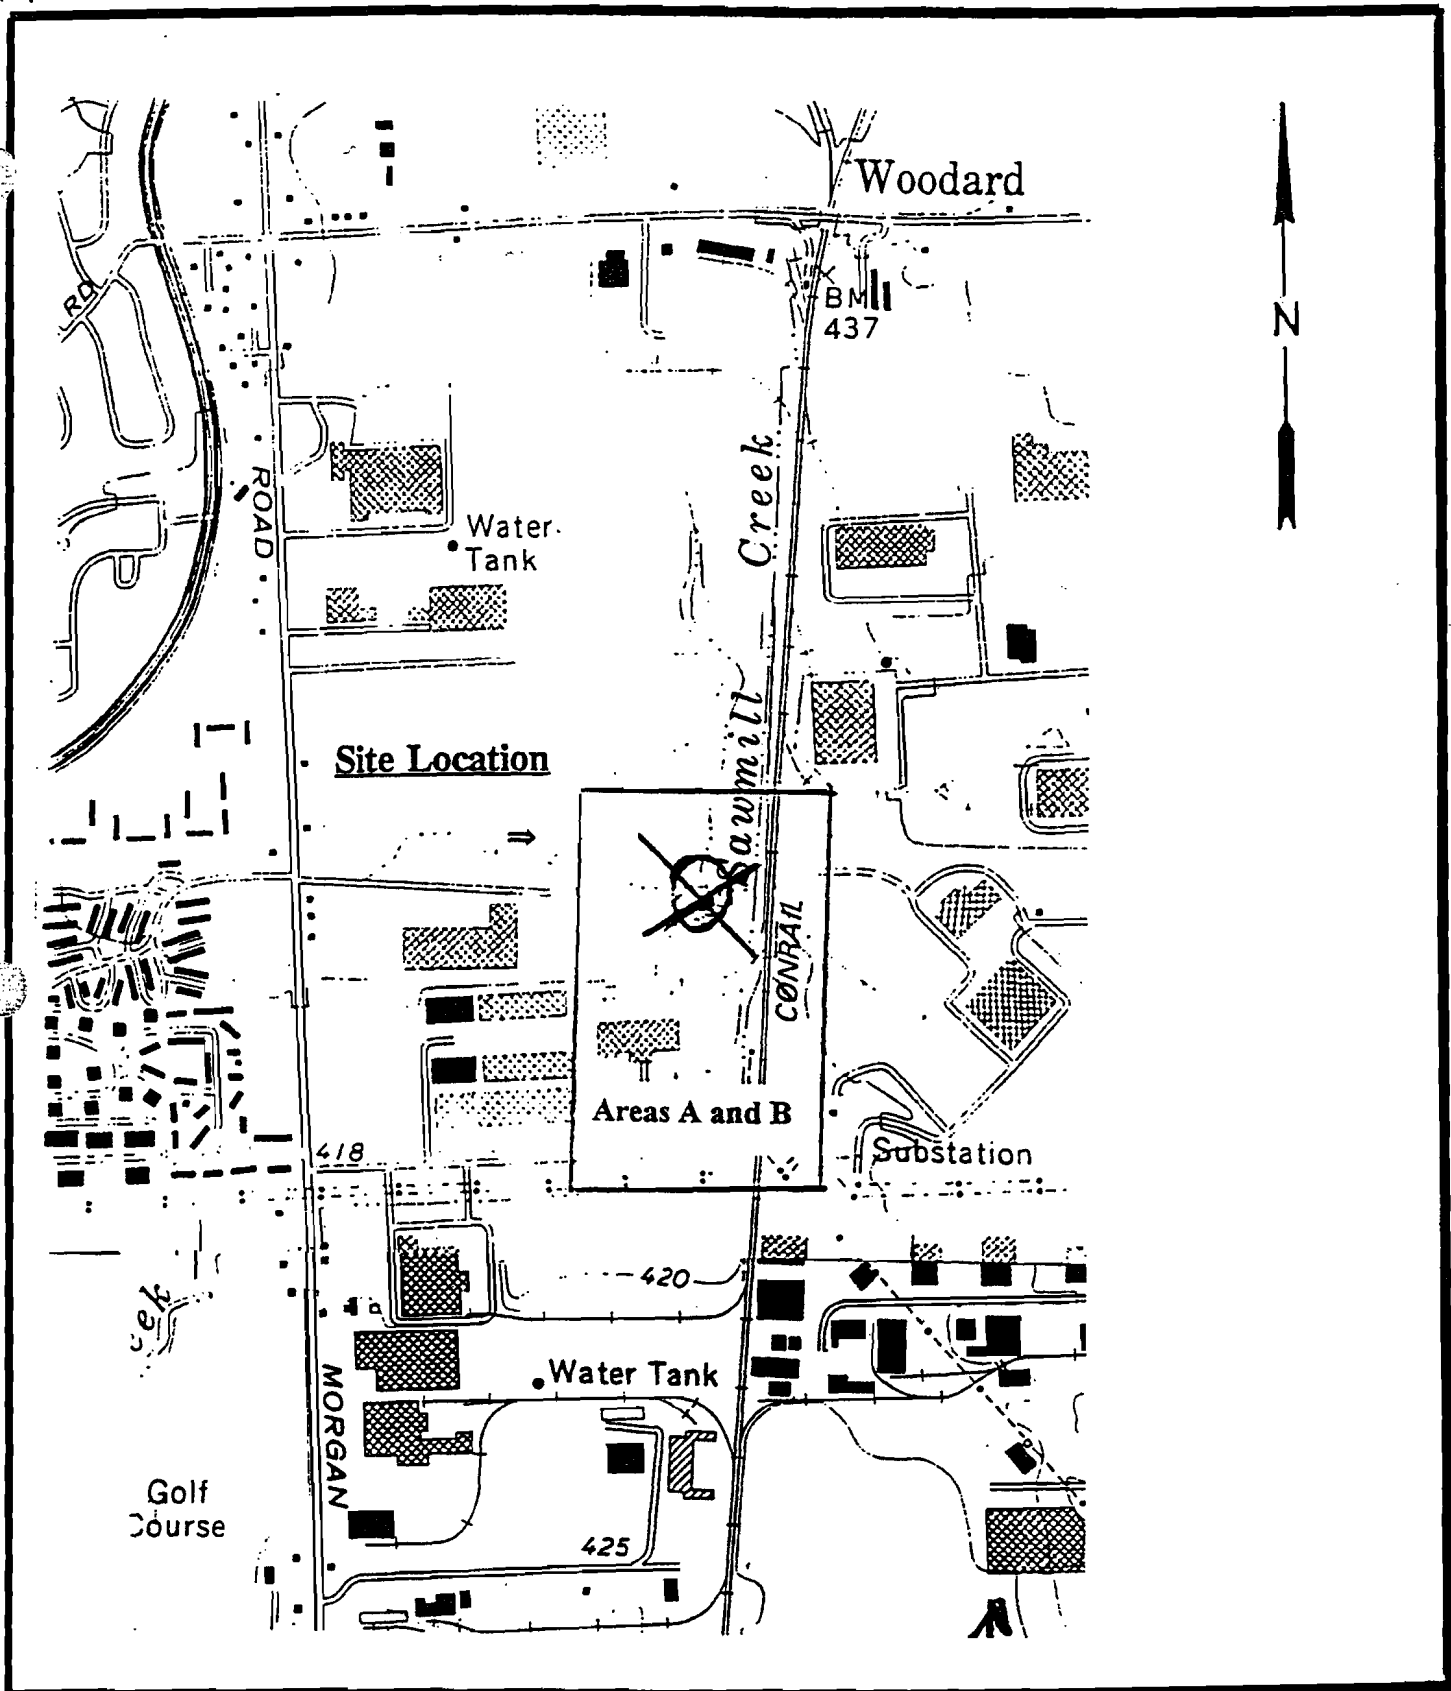 Woodard
RD
N
BM
437
ROAD
Creek
Water
Tank
Sawmill
Site Location
⇒
CONRAIL
Areas A and B
418
Substation
420
eek
Water Tank
MORGAN
Golf
Course
425